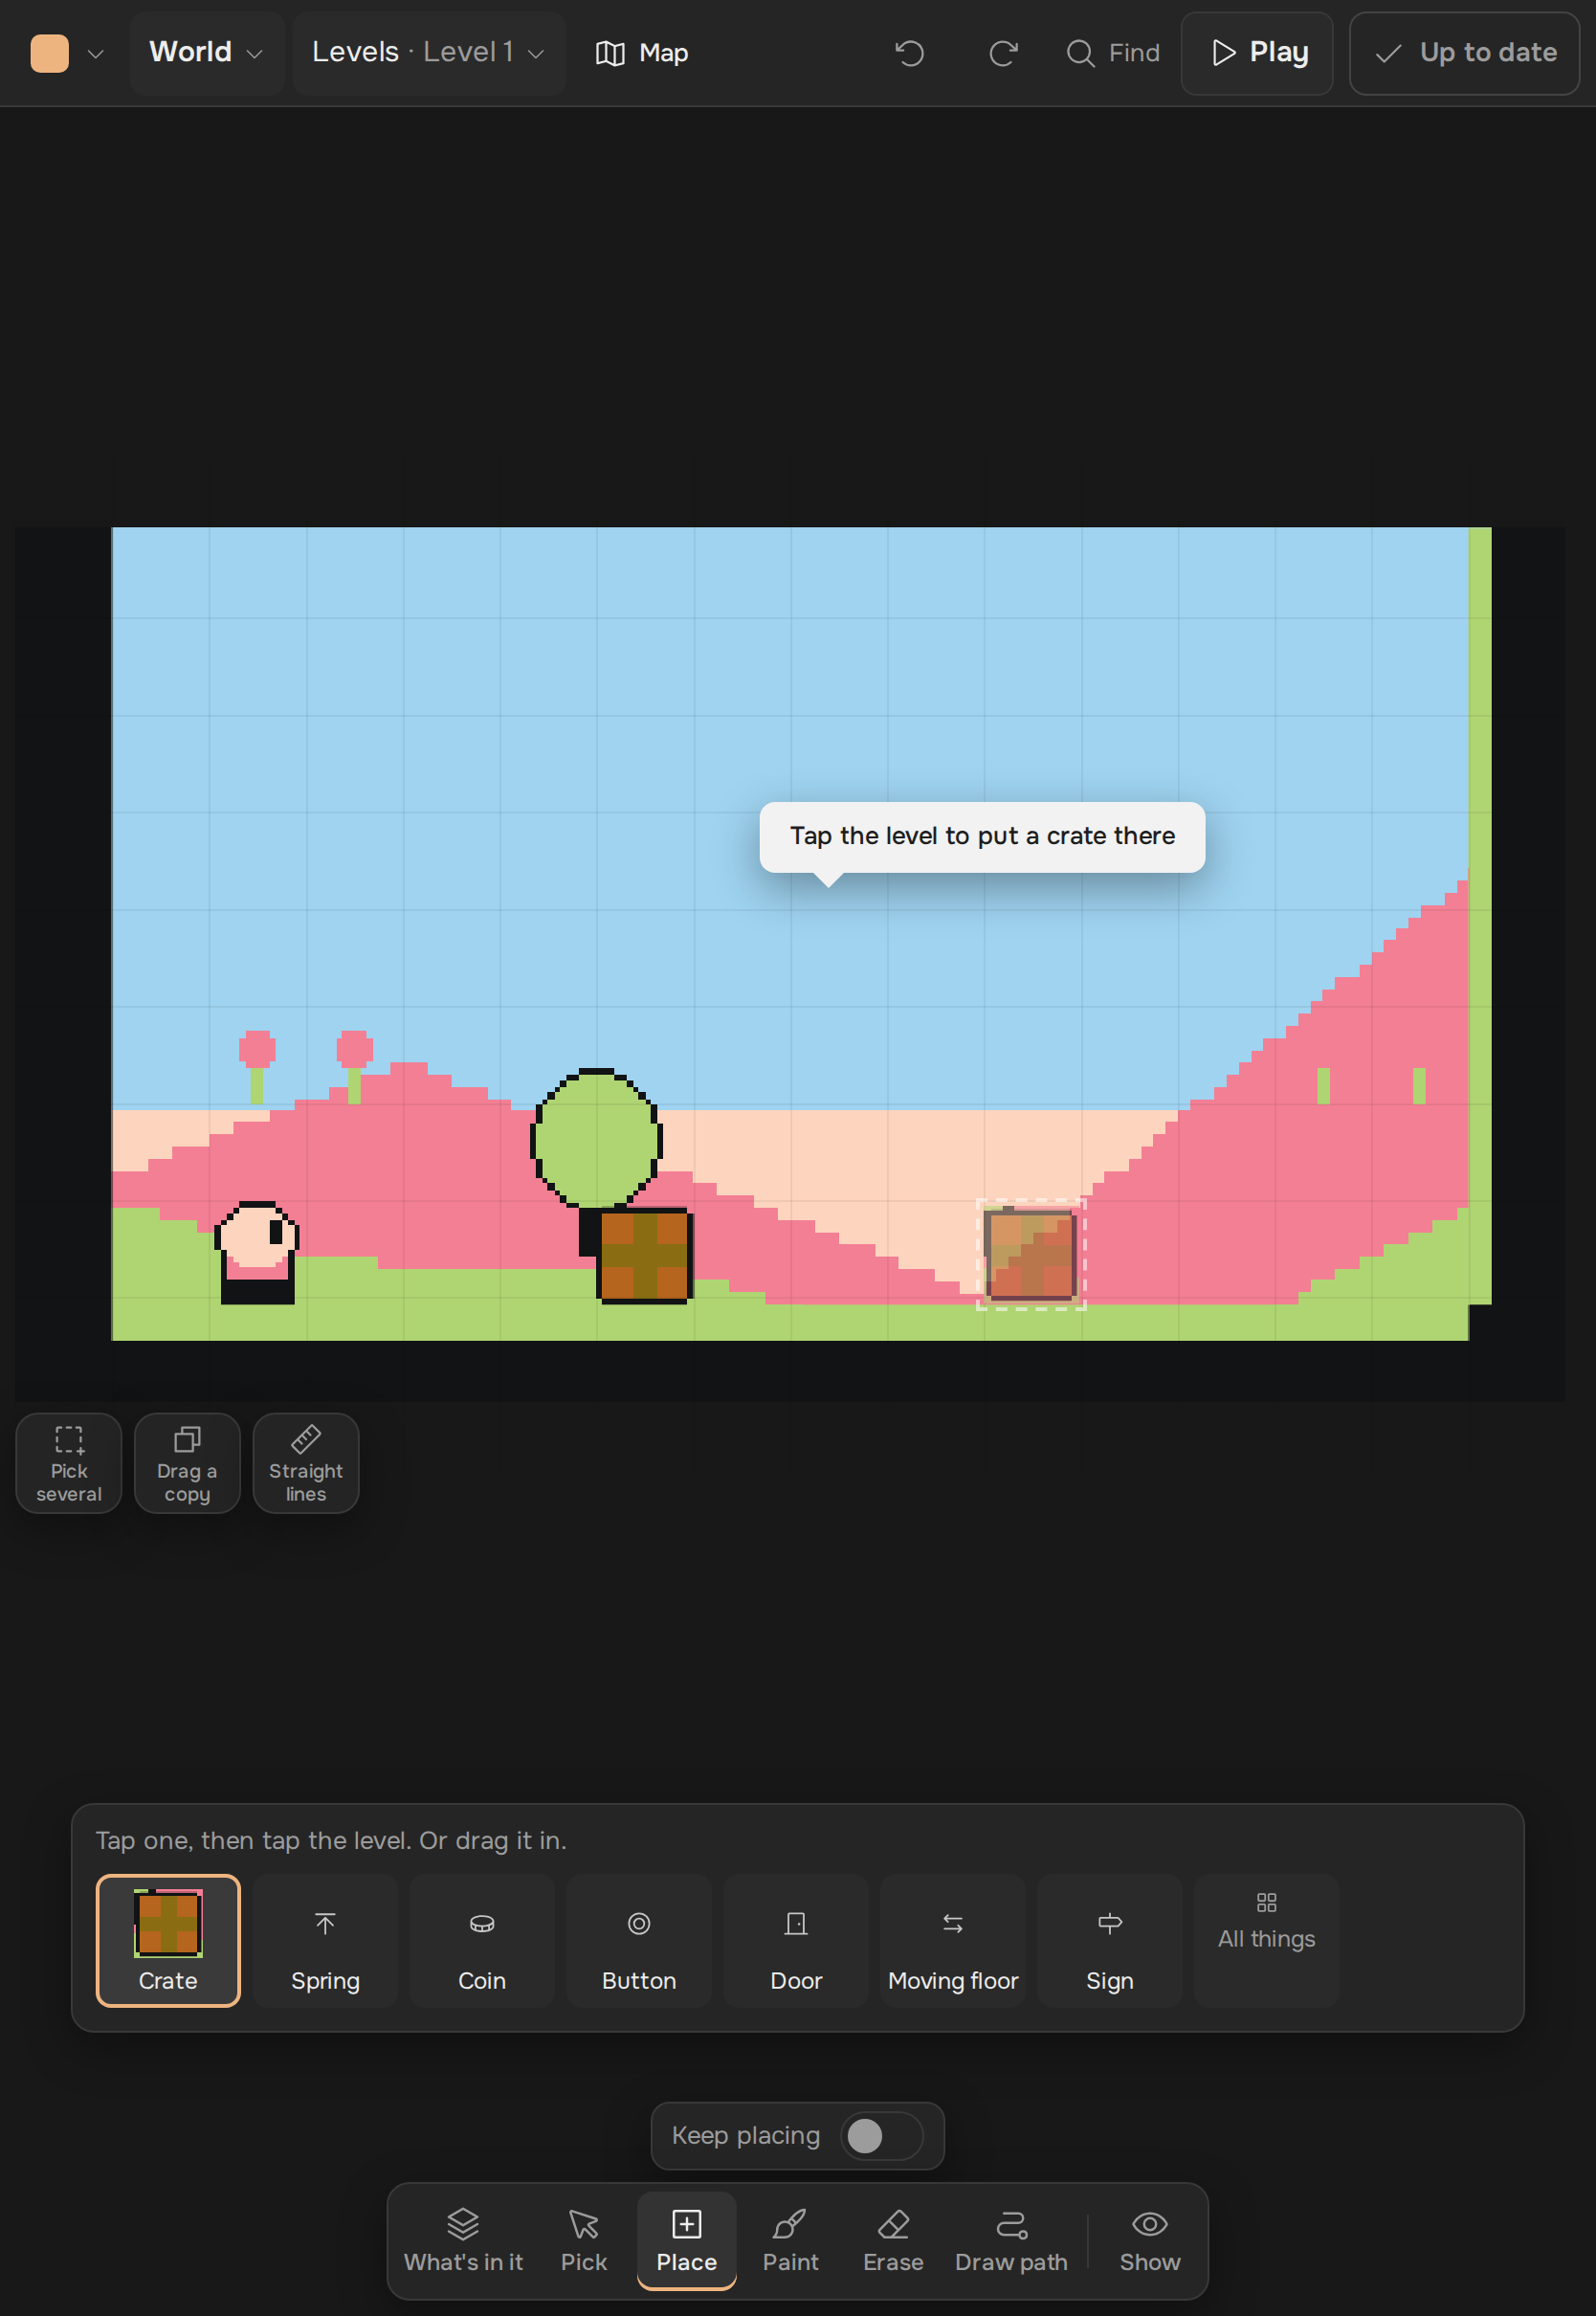 World
Levels · Level 1
Map
Find
Play
Up to date
Tap the level to put a crate there
Pick
several
Drag a
copy
Straight
lines
Tap one, then tap the level. Or drag it in.
Crate
Spring
Coin
Button
Door
Moving floor
Sign
All things
Keep placing
What's in it
Pick
Place
Paint
Erase
Draw path
Show